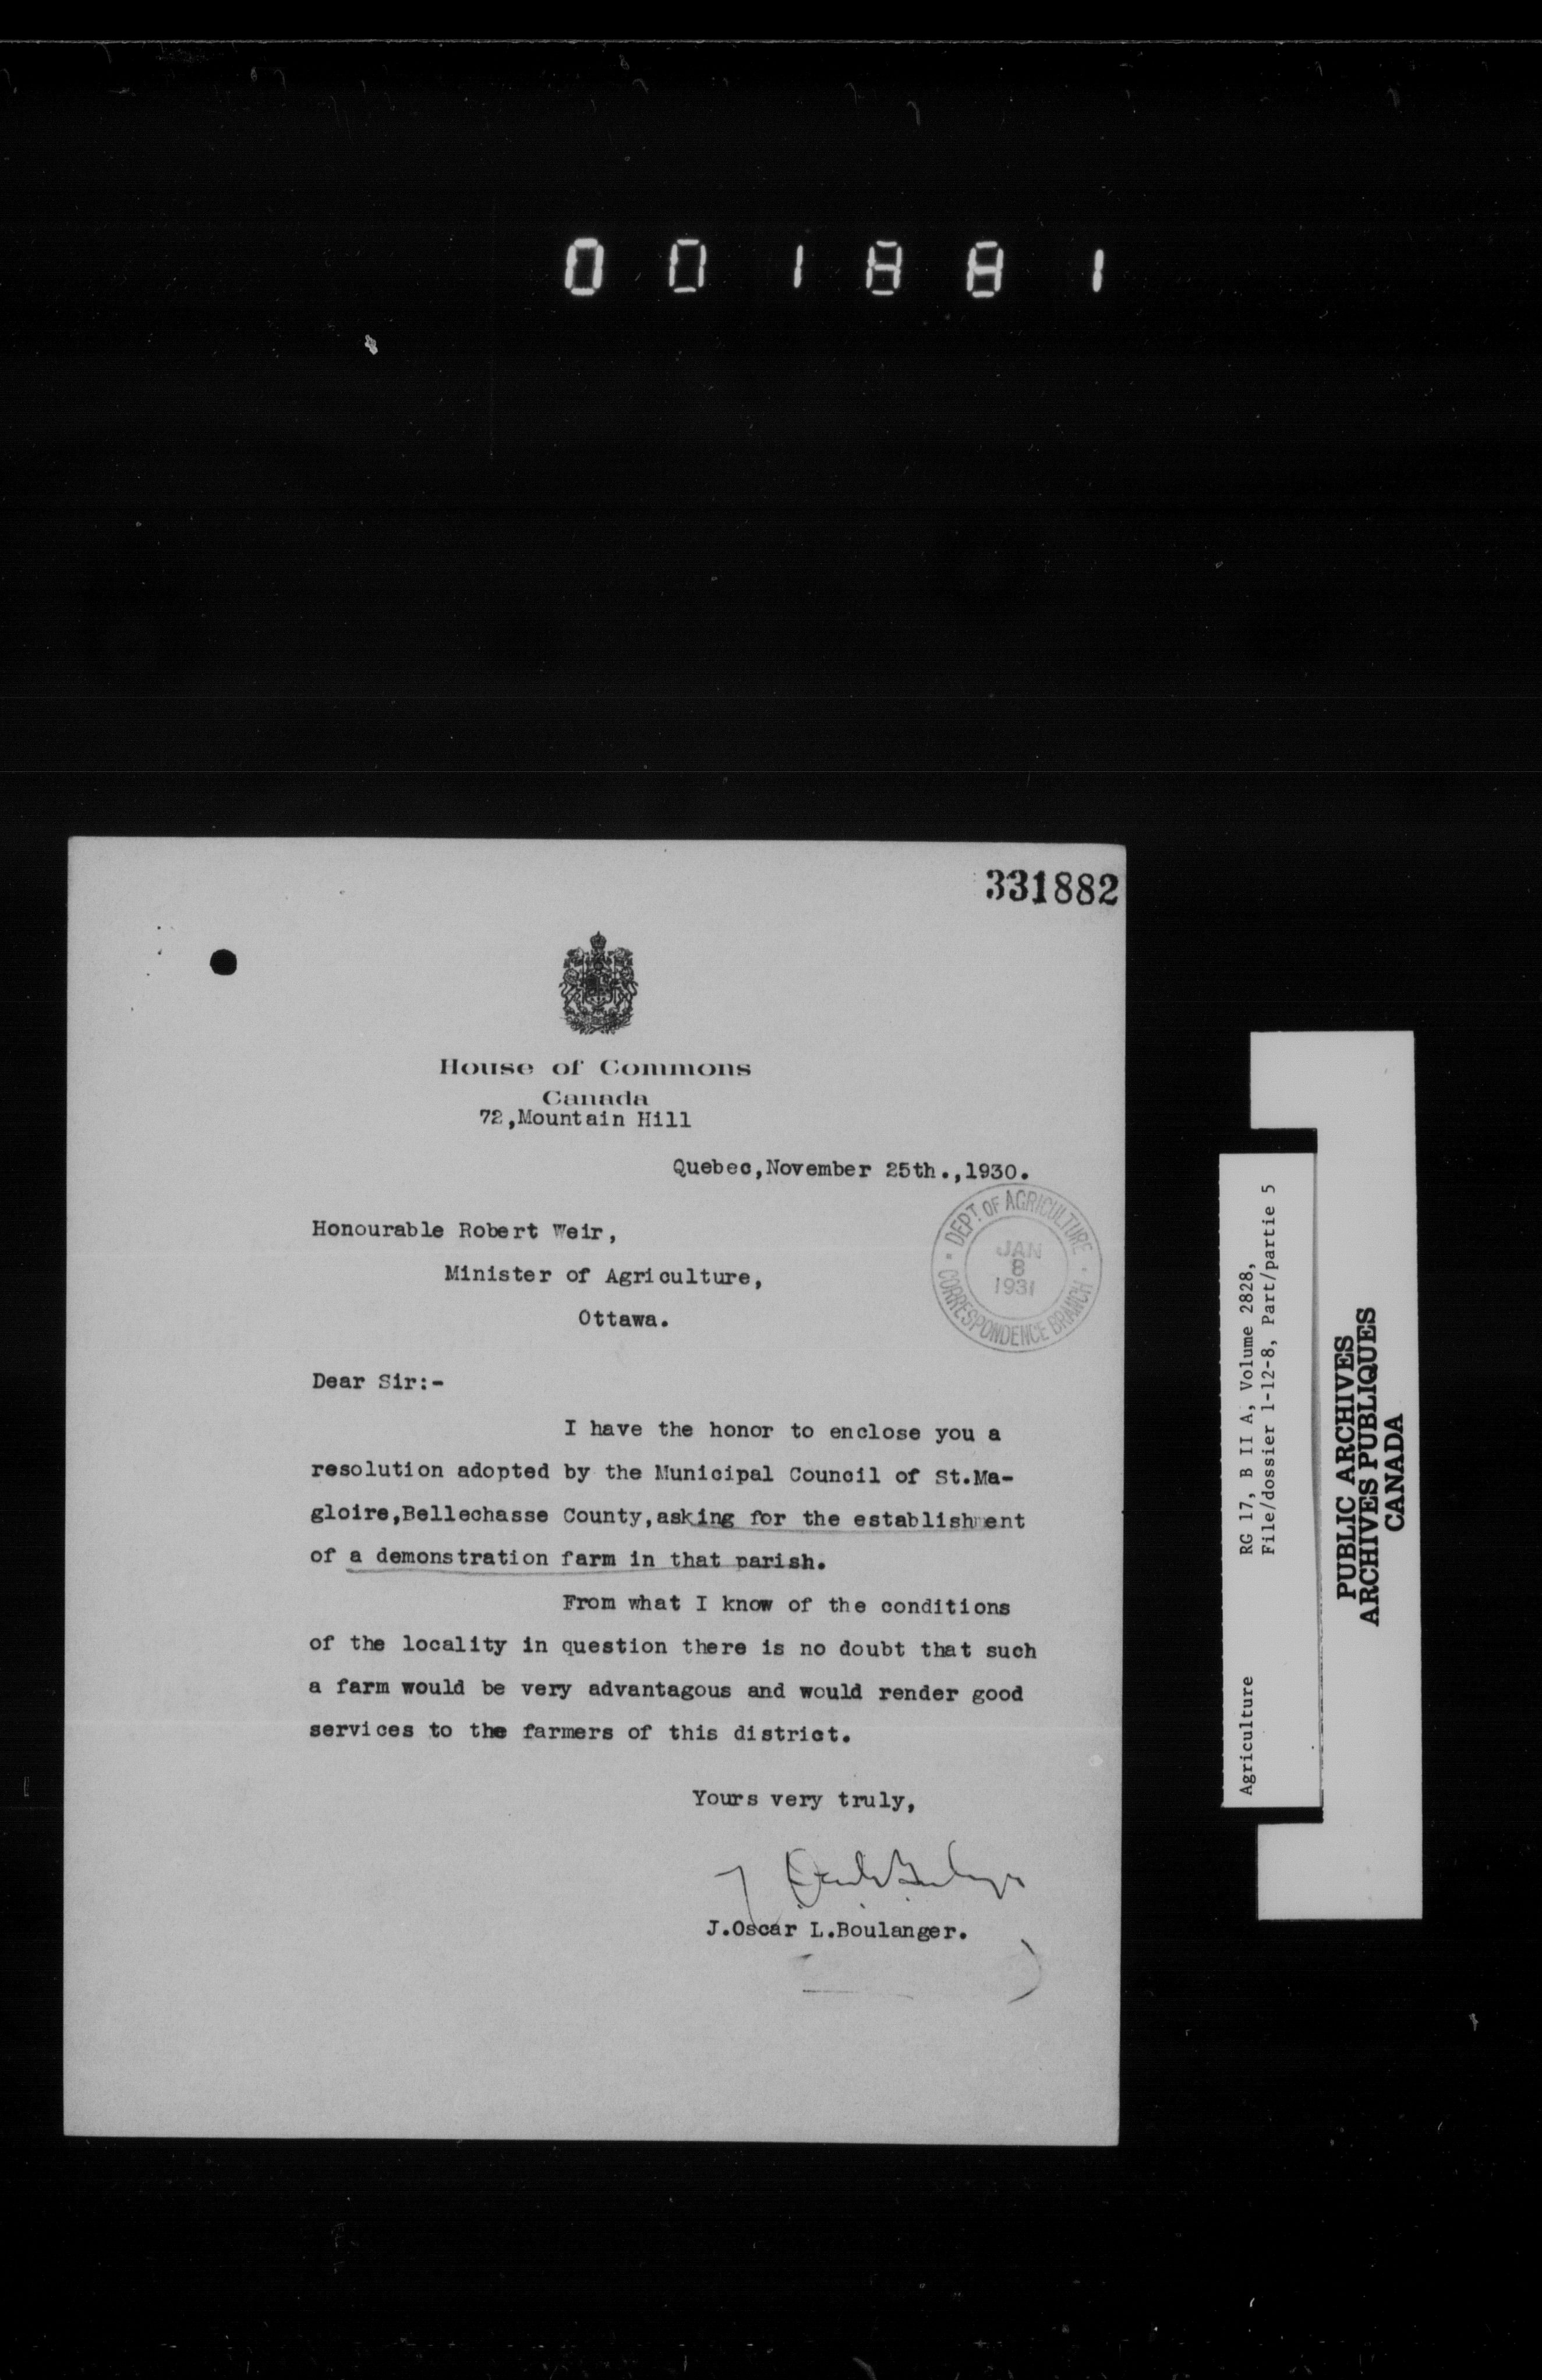 001881
331882
House of Commons
Canada
72,Mountain Hill
Quebec,November 25th.,1930.
DEPT. OF AGRICULTURE
JAN
8
1931
CORRESPONDENCE BRANCH
Honourable Robert Weir,
Minister of Agriculture,
Ottawa.
Dear Sir:-
I have the honor to enclose you a
resolution adopted by the Municipal Council of St.Ma-
gloire,Bellechasse County,asking for the establishment
of a demonstration farm in that parish.
From what I know of the conditions
of the locality in question there is no doubt that such
a farm would be very advantagous and would render good
services to the farmers of this district.
Yours very truly,
J.Oscar L.Boulanger.
Agriculture RG 17, B II A, Volume 2828,
File/dossier 1-12-8, Part/partie 5
PUBLIC ARCHIVES
ARCHIVES PUBLIQUES
CANADA